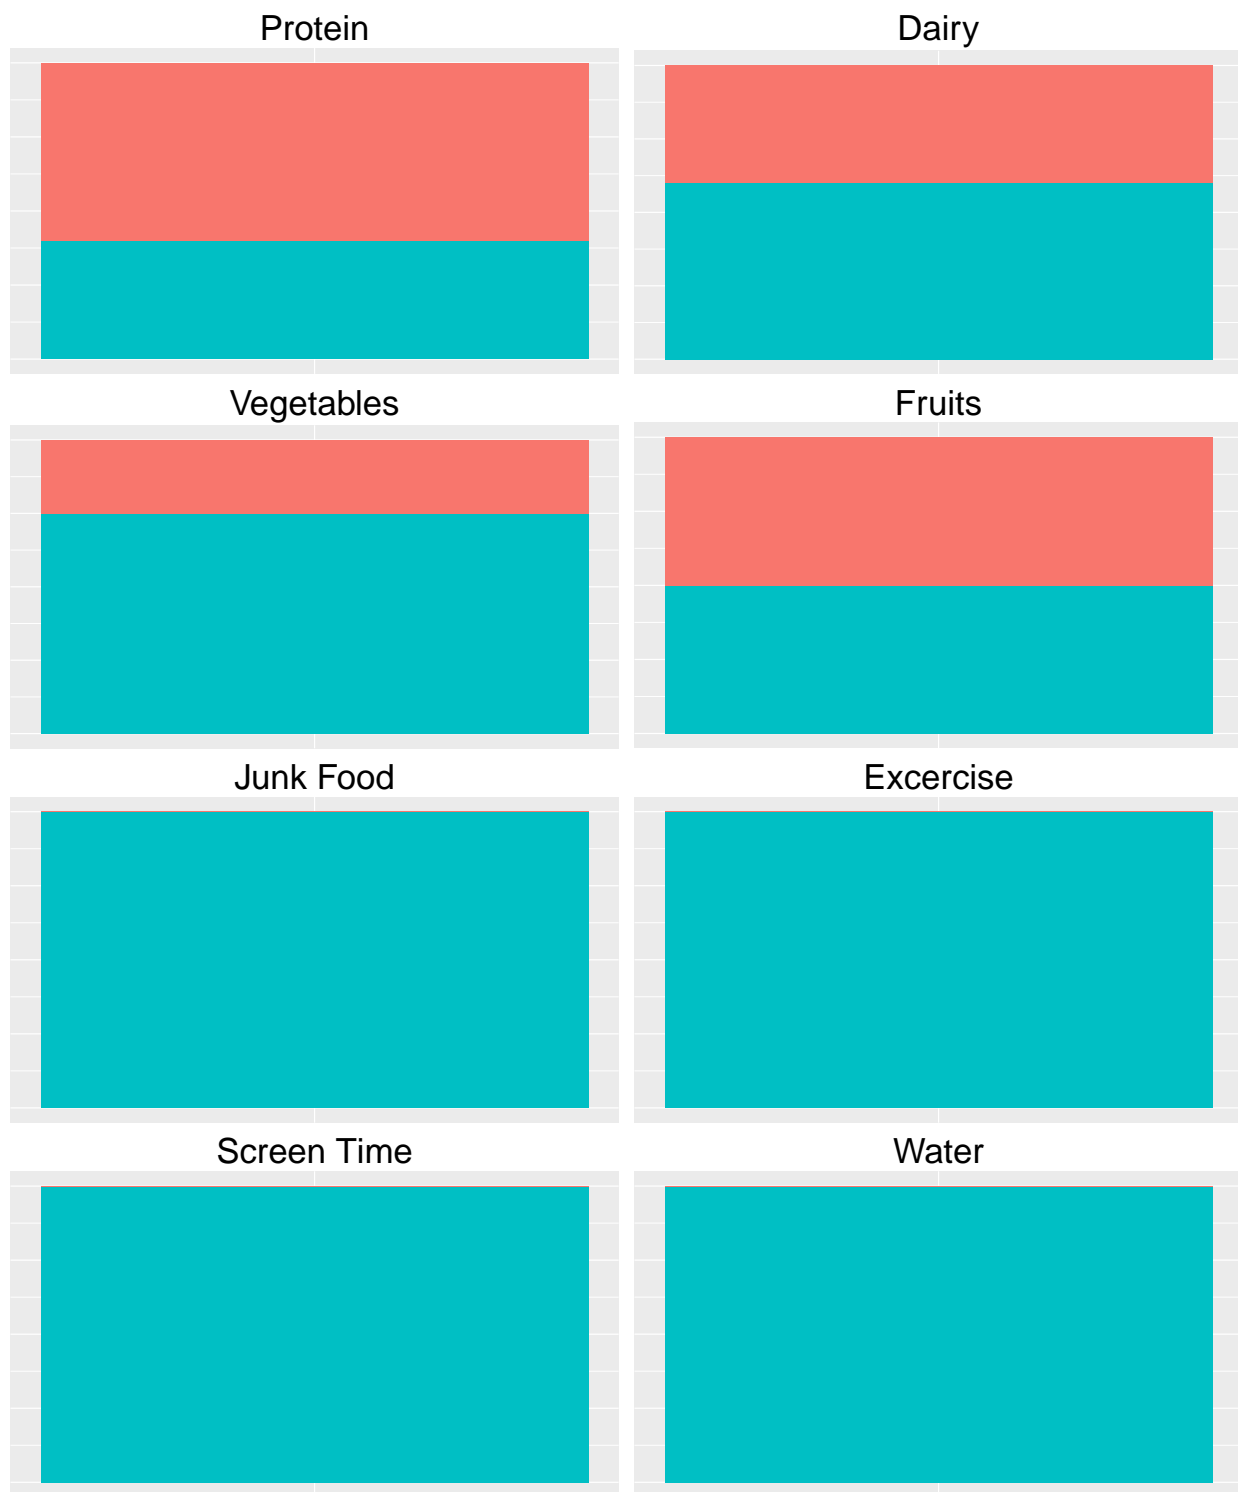 Protein
Dairy
Vegetables
Fruits
Junk Food
Excercise
Screen Time
Water